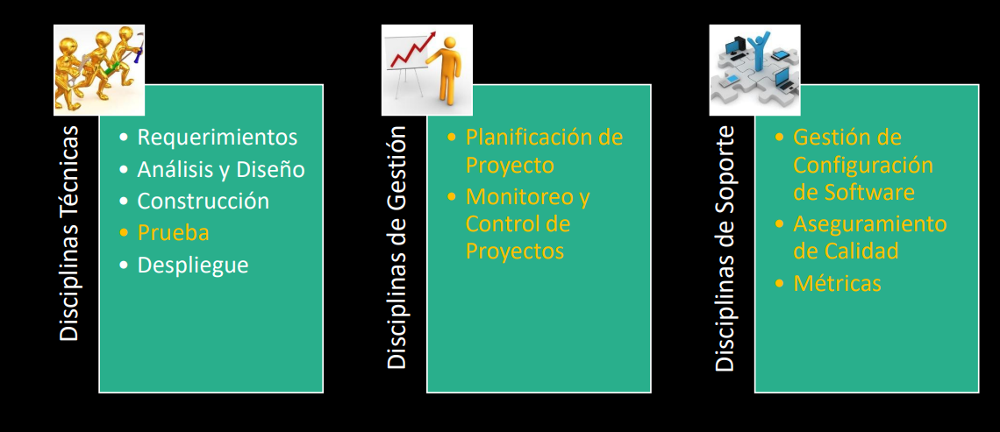 Disciplinas Técnicas
• Requerimientos
• Análisis y Diseño
• Construcción
• Prueba
• Despliegue
Disciplinas de Gestión
• Planificación de
Proyecto
• Monitoreo y
Control de
Proyectos
Disciplinas de Soporte
• Gestión de
Configuración
de Software
• Aseguramiento
de Calidad
• Métricas